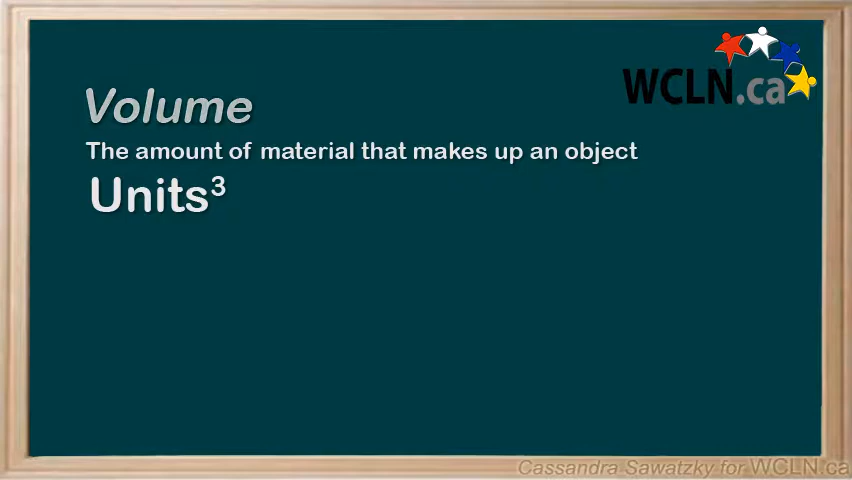 WCLN.ca
Volume
The amount of material that makes up an object
Units³
Cassandra Sawatzky for WCLN.ca